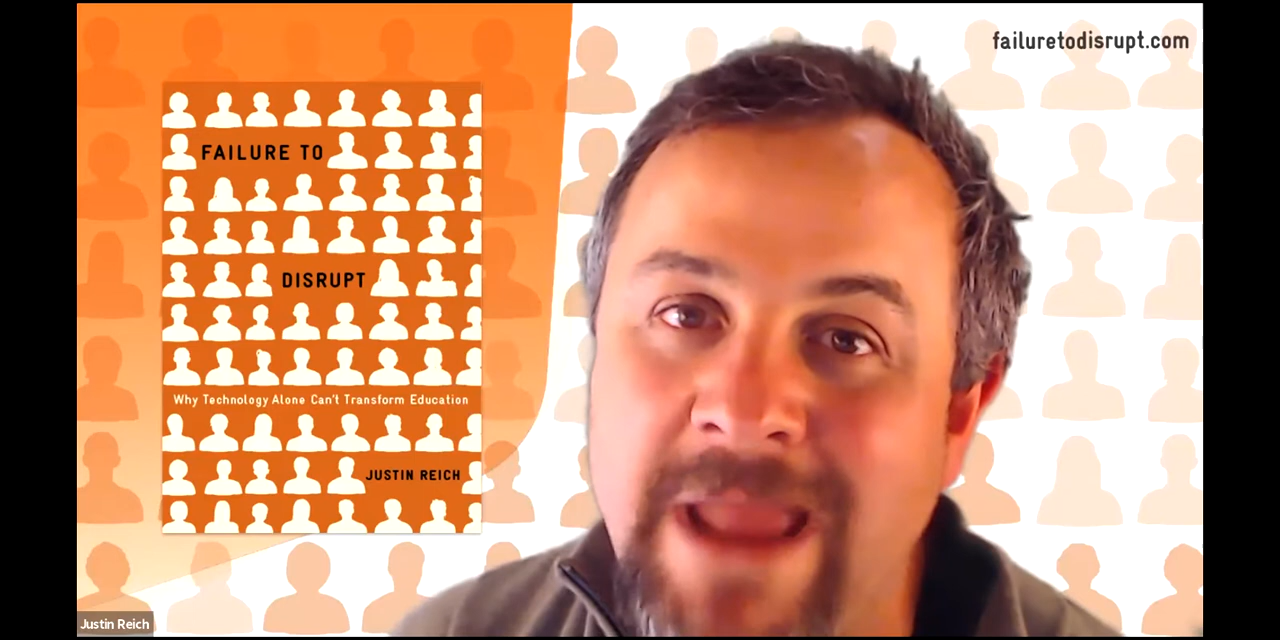 failuretodisrupt.com
FAILURE TO
DISRUPT
Why Technology Alone Can't Transform Education
JUSTIN REICH
Justin Reich